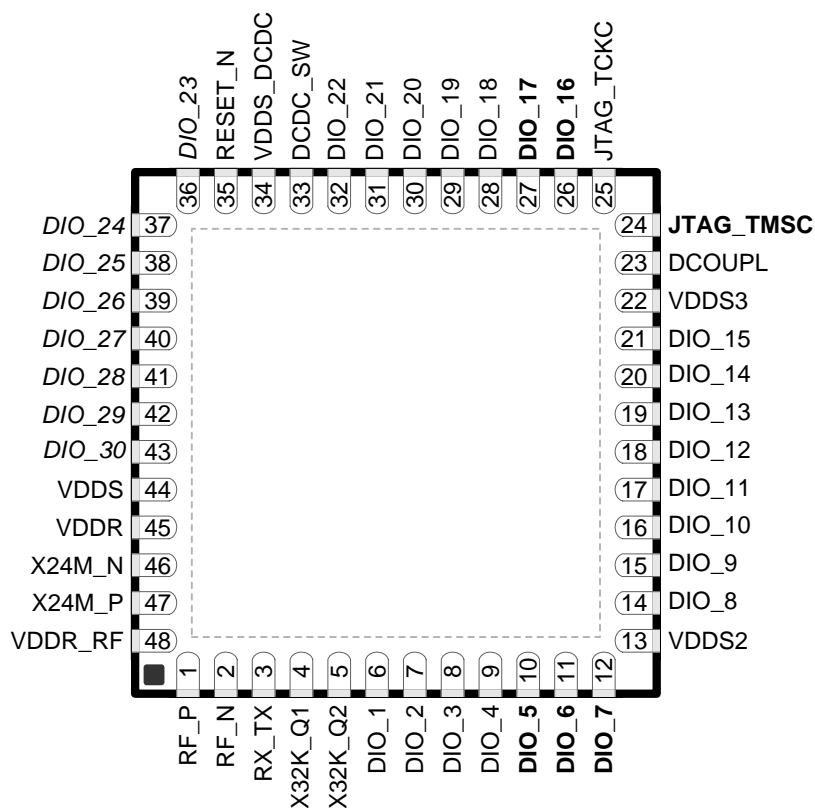 DIO_23
RESET_N
VDDS_DCDC
DCDC_SW
DIO_22
DIO_21
DIO_20
DIO_19
DIO_18
DIO_17
DIO_16
JTAG_TCKC
36
35
34
33
32
31
30
29
28
27
26
25
DIO_24 37
DIO_25 38
DIO_26 39
DIO_27 40
DIO_28 41
DIO_29 42
DIO_30 43
VDDS 44
VDDR 45
X24M_N 46
X24M_P 47
VDDR_RF 48
24 JTAG_TMSC
23 DCOUPL
22 VDDS3
21 DIO_15
20 DIO_14
19 DIO_13
18 DIO_12
17 DIO_11
16 DIO_10
15 DIO_9
14 DIO_8
13 VDDS2
1
2
3
4
5
6
7
8
9
10
11
12
RF_P
RF_N
RX_TX
X32K_Q1
X32K_Q2
DIO_1
DIO_2
DIO_3
DIO_4
DIO_5
DIO_6
DIO_7